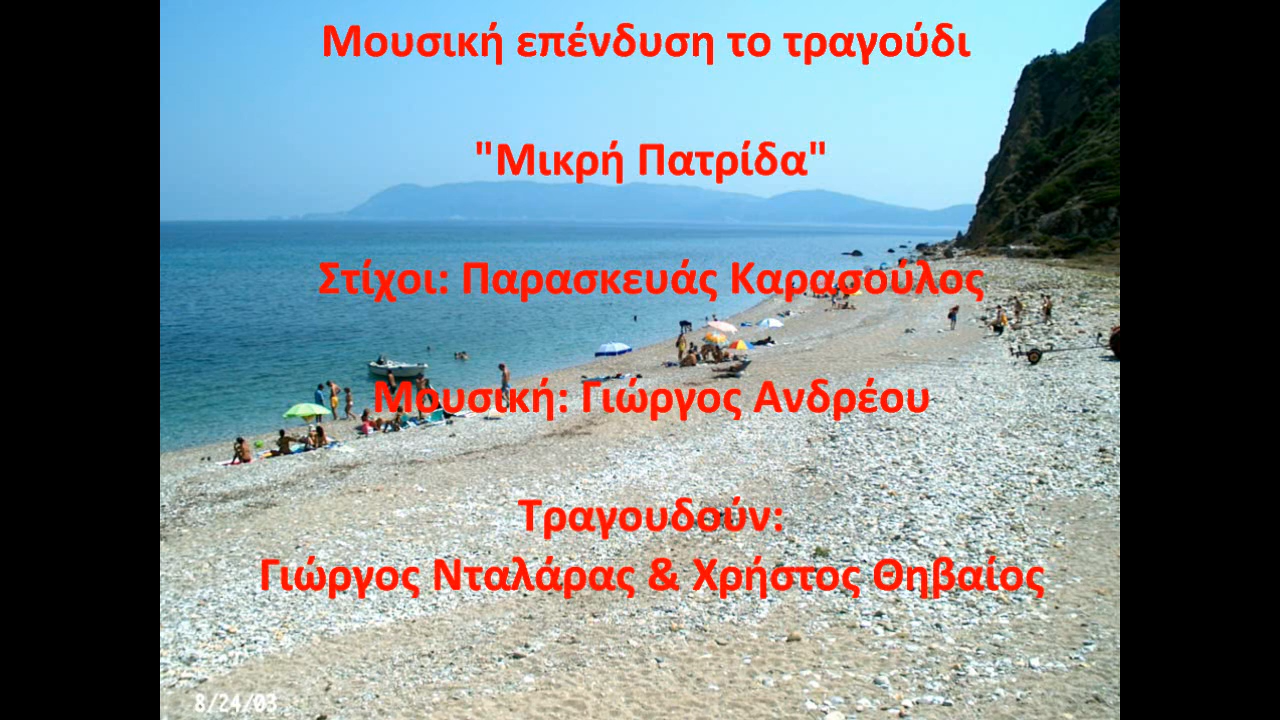 Μουσική επένδυση το τραγούδι
"Μικρή Πατρίδα"
Στίχοι: Παρασκευάς Καρασούλος
Μουσική: Γιώργος Ανδρέου
Τραγουδούν:
Γιώργος Νταλάρας & Χρήστος Θηβαίος
8/24/03